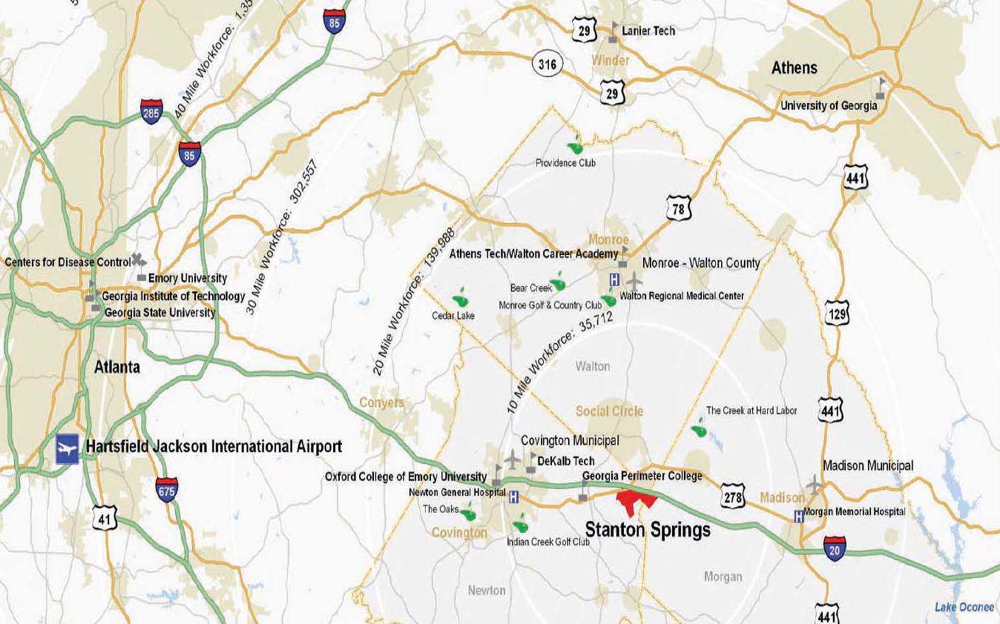 5
85
29
Lanier Tech
40 Mile Workforce: 1,35
316
Winder
Athens
29
285
University of Georgia
85
Providence Club
441
30 Mile Workforce: 302,557
78
20 Mile Workforce: 139,988
Monroe
Athens Tech/Walton Career Academy
Centers for Disease Control
Monroe - Walton County
Emory University
H
Bear Creek
Georgia Institute of Technology
Walton Regional Medical Center
Monroe Golf & Country Club
Georgia State University
Cedar Lake
129
10 Mile Workforce: 35,712
Atlanta
Walton
Conyers
Social Circle
The Creek at Hard Labor
441
Covington Municipal
Hartsfield Jackson International Airport
DeKalb Tech
Madison Municipal
Oxford College of Emory University
Georgia Perimeter College
675
Newton General Hospital
H
278
Madison
The Oaks
H
Morgan Memorial Hospital
41
Covington
Stanton Springs
Indian Creek Golf Club
20
Morgan
Newton
Lake Oconee
441